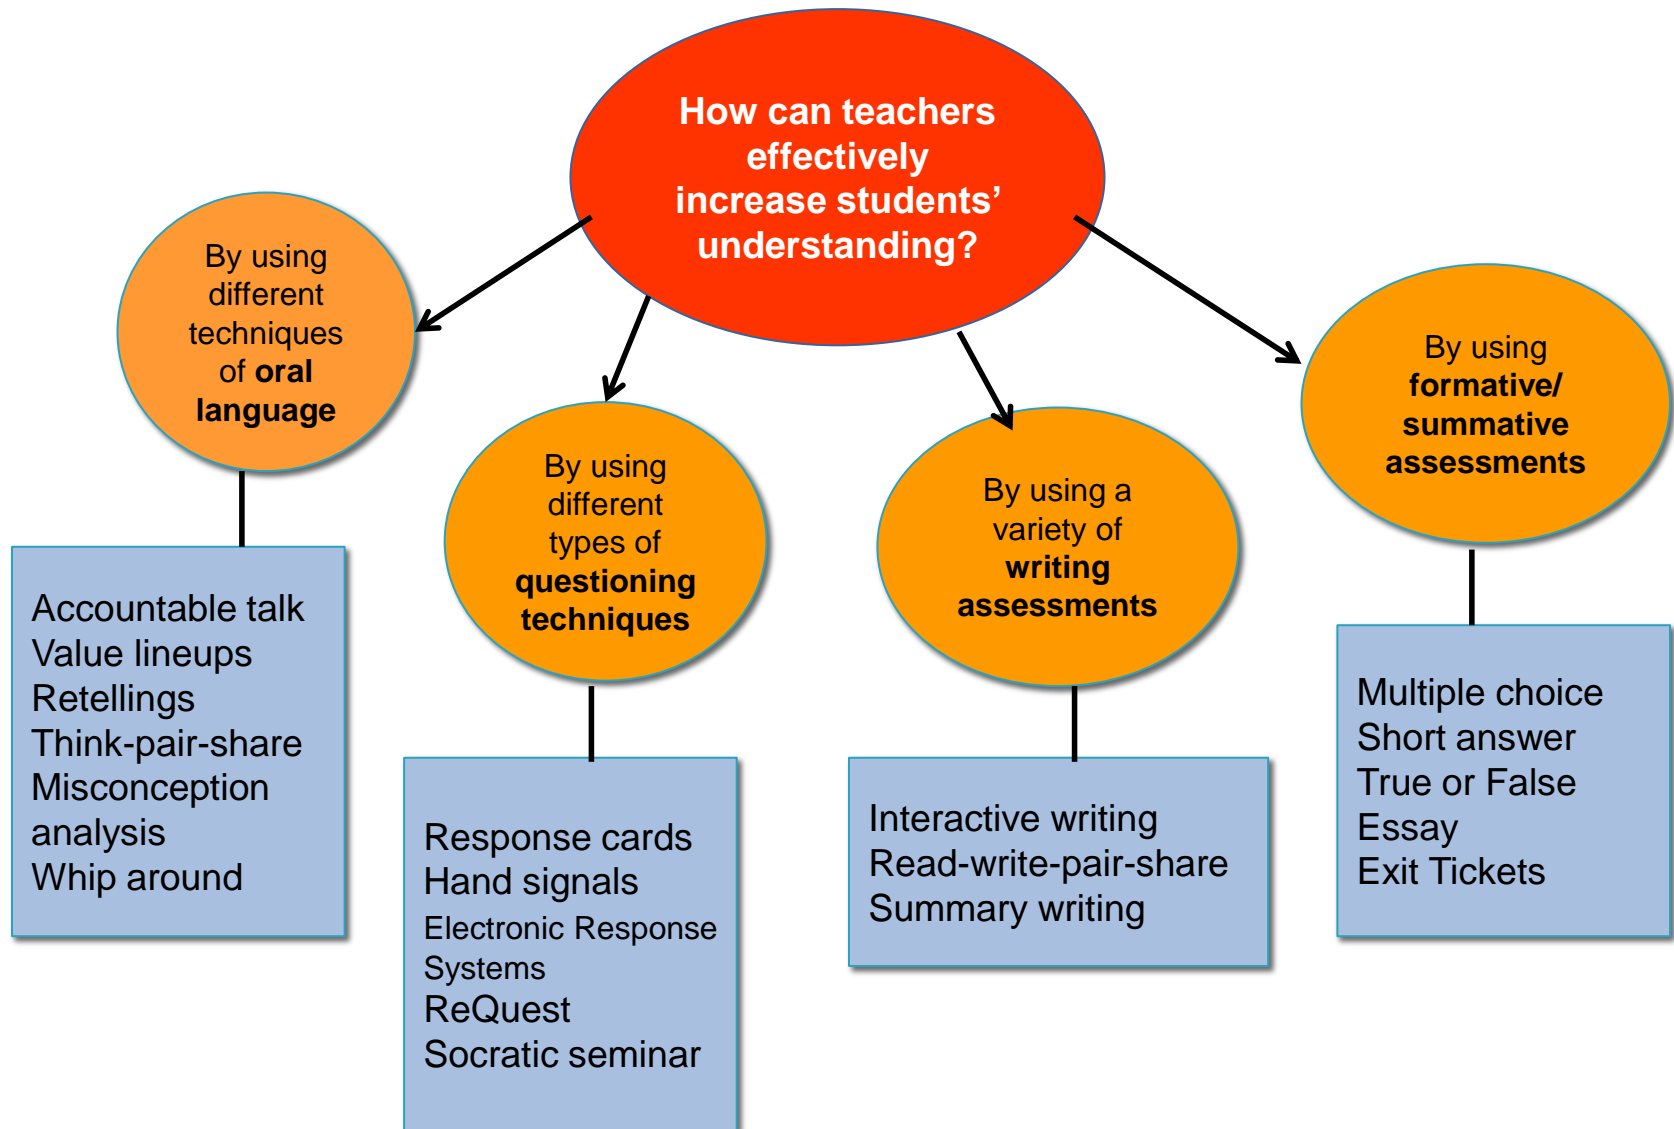 How can teachers
effectively
increase students’
understanding?
By using
different
techniques
of oral
language
Accountable talk
Value lineups
Retellings
Think-pair-share
Misconception
analysis
Whip around
By using
different
types of
questioning
techniques
Response cards
Hand signals
Electronic Response
Systems
ReQuest
Socratic seminar
By using a
variety of
writing
assessments
Interactive writing
Read-write-pair-share
Summary writing
By using
formative/
summative
assessments
Multiple choice
Short answer
True or False
Essay
Exit Tickets